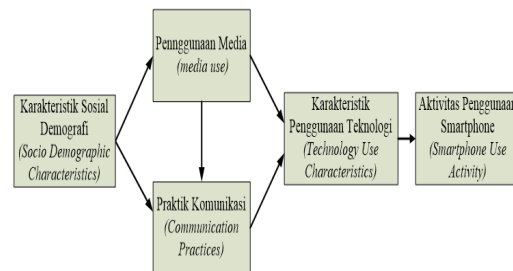 Pennggunaan Media
(media use)
Karakteristik Sosial
Demografi
(Socio Demographic
Characteristics)
Karakteristik
Penggunaan Teknologi
(Technology Use
Characteristics)
Aktivitas Penggunaan
Smartphone
(Smartphone Use
Activity)
Praktik Komunikasi
(Communication
Practices)